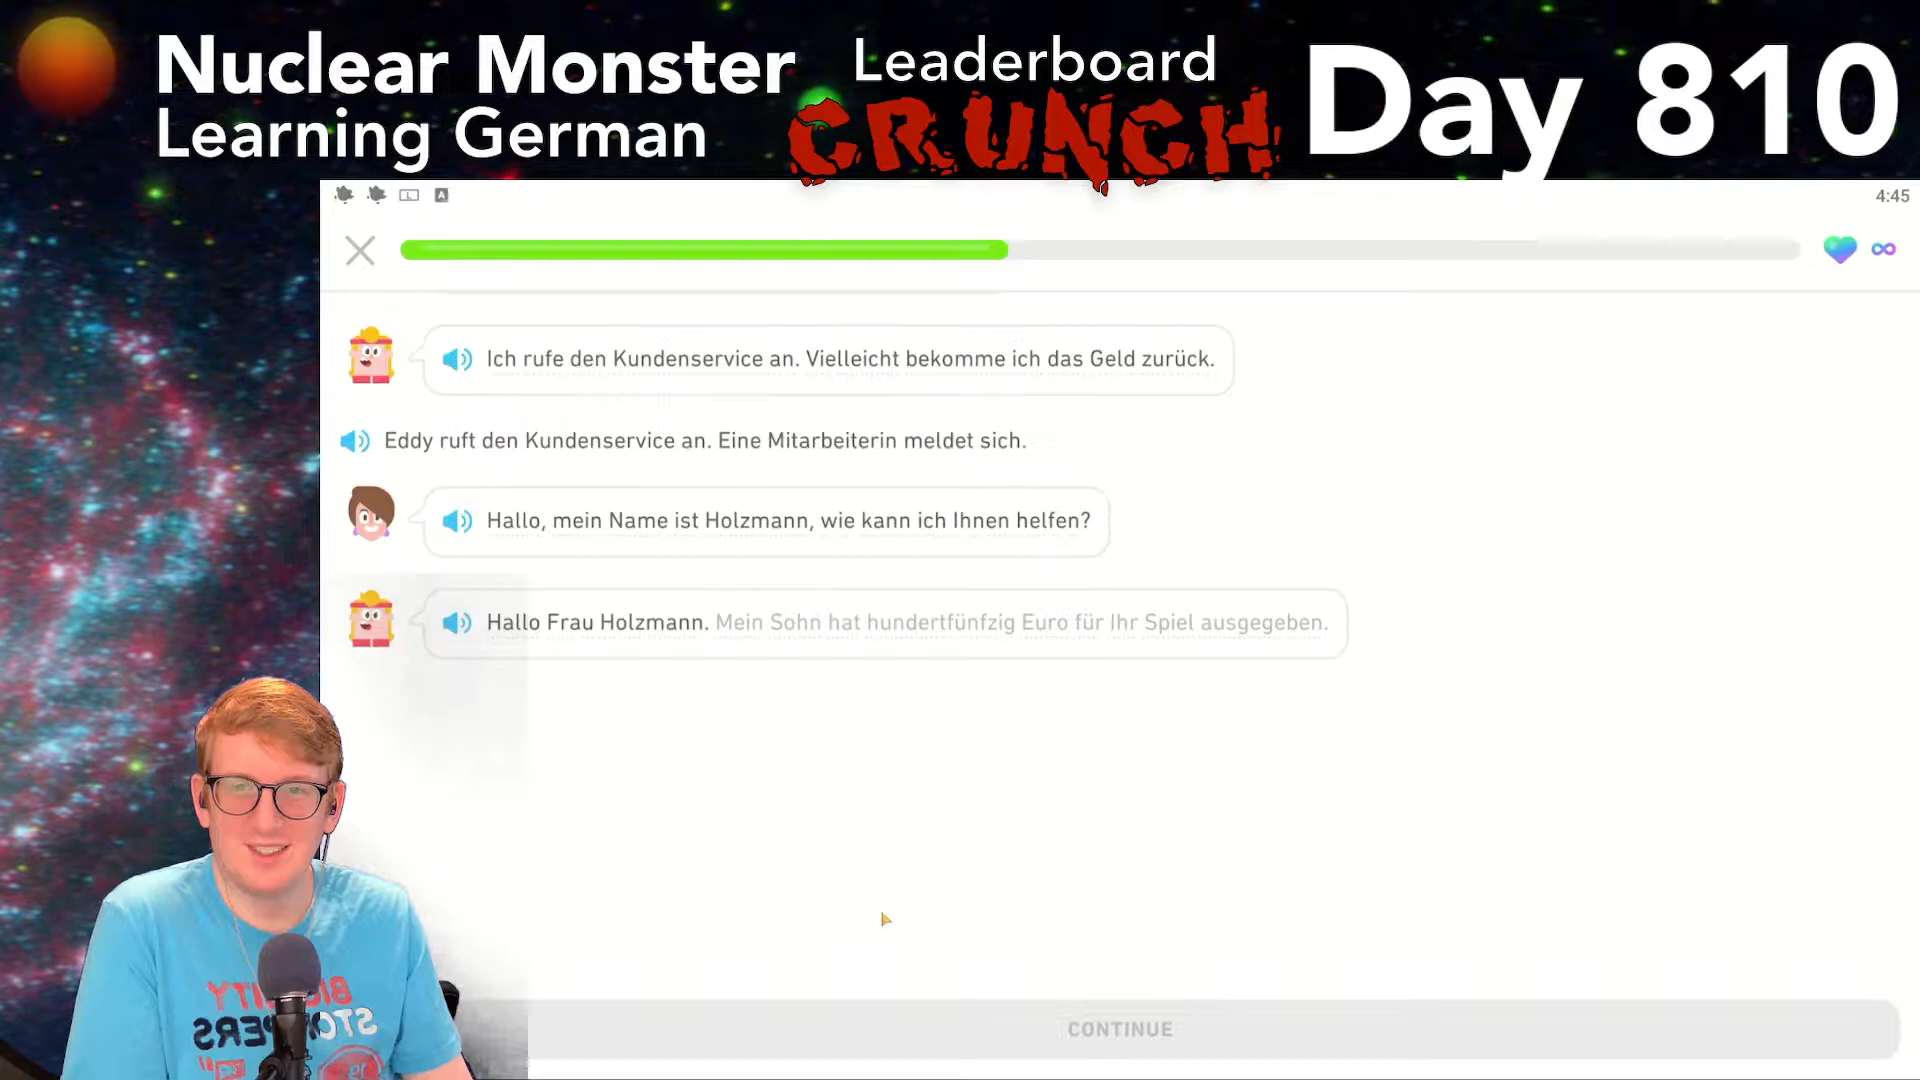 Nuclear Monster
Learning German
Leaderboard
CRUNCH
Day 810
L
A
4:45
Ich rufe den Kundenservice an. Vielleicht bekomme ich das Geld zurück.
Eddy ruft den Kundenservice an. Eine Mitarbeiterin meldet sich.
Hallo, mein Name ist Holzmann, wie kann ich Ihnen helfen?
Hallo Frau Holzmann. Mein Sohn hat hundertfünfzig Euro für Ihr Spiel ausgegeben.
CONTINUE